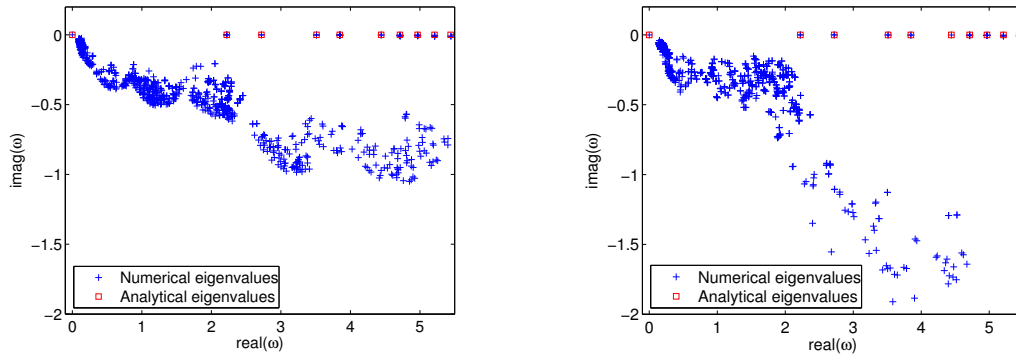 0
−0.5
−1
−1.5
−2
imag(ω)
0 1 2 3 4 5
real(ω)
Numerical eigenvalues
Analytical eigenvalues
0
−0.5
−1
−1.5
−2
imag(ω)
0 1 2 3 4 5
real(ω)
Numerical eigenvalues
Analytical eigenvalues